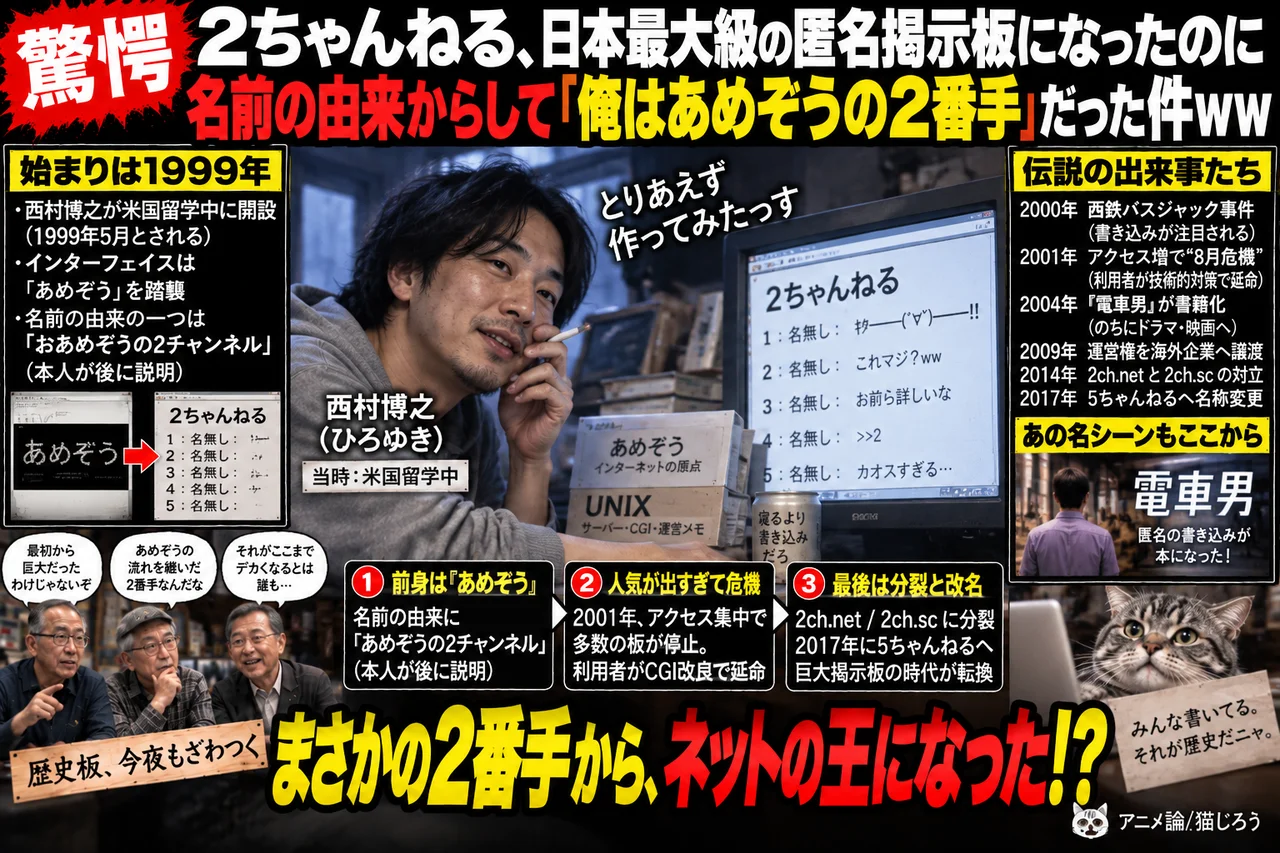 驚愕
2ちゃんねる、日本最大級の匿名掲示板になったのに
名前の由来からして「俺はあめぞうの2番手」だった件ww
始まりは1999年
・西村博之が米国留学中に開設
(1999年5月とされる)
・インターフェイスは
「あめぞう」を踏襲
・名前の由来の一つは
「おあめぞうの2チャンネル」
(本人が後に説明)
あめぞう
2ちゃんねる
1:名無し:
2:名無し:
3:名無し:
4:名無し:
5:名無し:
とりあえず
作ってみたっす
西村博之
(ひろゆき)
当時:米国留学中
2ちゃんねる
1:名無し: キター━━(゚∀゚)━━!!
2:名無し: これマジ?ww
3:名無し: お前ら詳しいな
4:名無し: >>2
5:名無し: カオスすぎる…
あめぞう
インターネットの原点
UNIX
サーバー・CGI・運営メモ
寝るより
書き込み
だろ
伝説の出来事たち
2000年 西鉄バスジャック事件
(書き込みが注目される)
2001年 アクセス増で“8月危機”
(利用者が技術的対策で延命)
2004年 『電車男』が書籍化
(のちにドラマ・映画へ)
2009年 運営権を海外企業へ譲渡
2014年 2ch.netと2ch.scの対立
2017年 5ちゃんねるへ名称変更
あの名シーンもここから
電車男
匿名の書き込みが
本になった!
最初から
巨大だった
わけじゃないぞ
あめぞうの
流れを継いだ
2番手なんだな
それがここまで
デカくなるとは
誰も…
歴史板、今夜もざわつく
1 前身は『あめぞう』
名前の由来に
「あめぞうの2チャンネル」
(本人が後に説明)
2 人気が出すぎて危機
2001年、アクセス集中で
多数の板が停止。
利用者がCGI改良で延命
3 最後は分裂と改名
2ch.net / 2ch.scに分裂
2017年に5ちゃんねるへ
巨大掲示板の時代が転換
みんな書いてる。
それが歴史だニャ。
まさかの2番手から、ネットの王になった!?
アニメ論/猫じろう